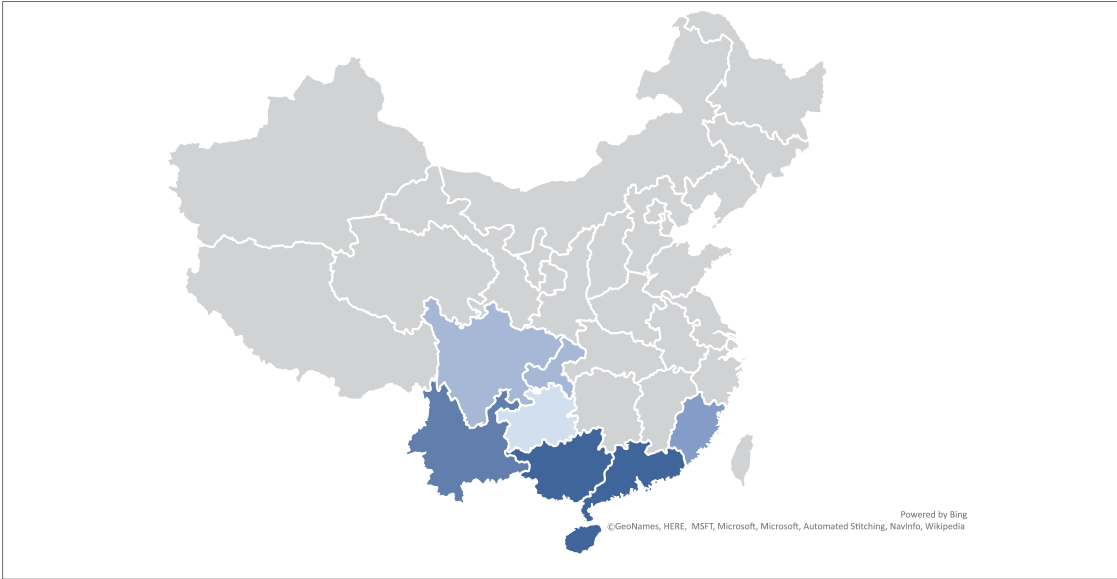 Powered by Bing
©GeoNames, HERE, MSFT, Microsoft, Microsoft, Automated Stitching, NavInfo, Wikipedia